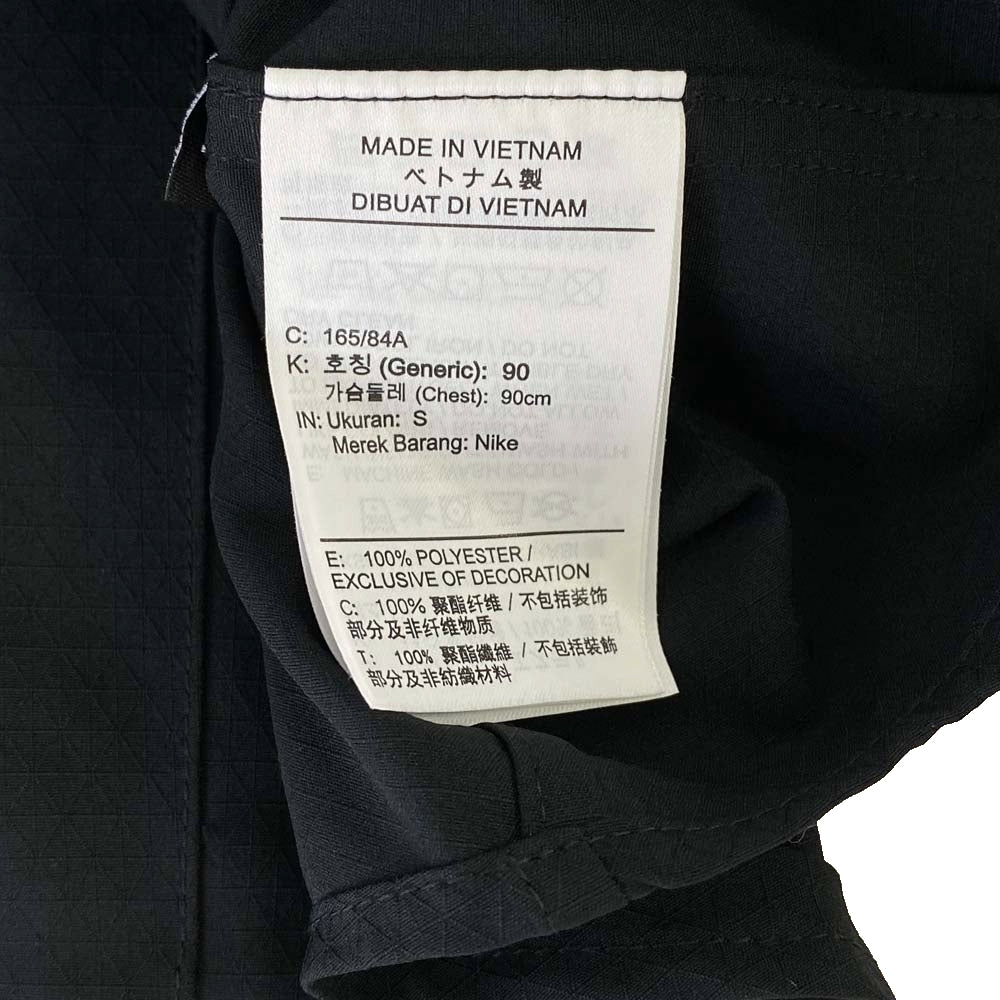 MADE IN VIETNAM
ベトナム製
DIBUAT DI VIETNAM
C: 165/84A
K: 호칭 (Generic): 90
가슴둘레 (Chest): 90cm
IN: Ukuran: S
Merek Barang: Nike
E: 100% POLYESTER /
EXCLUSIVE OF DECORATION
C: 100% 聚酯纤维 / 不包括装饰
部分及非纤维物质
T: 100% 聚酯纖維 / 不包括裝飾
部分及非紡織材料